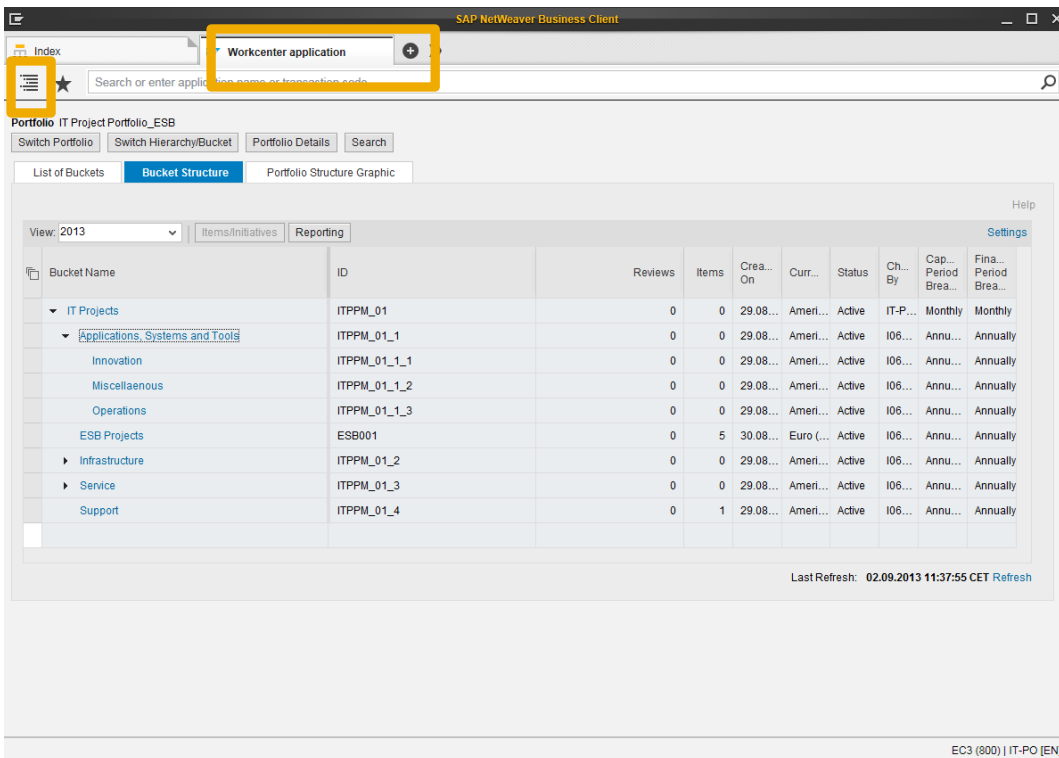 SAP NetWeaver Business Client
Index
Workcenter application
Search or enter application name or transaction code
Portfolio IT Project Portfolio_ESB
Switch Portfolio Switch Hierarchy/Bucket Portfolio Details Search
List of Buckets Bucket Structure Portfolio Structure Graphic
Help
View: 2013 Items/Initiatives Reporting Settings
Bucket Name ID Reviews Items Crea... On Curr... Status Ch... By Cap... Period Brea... Fina... Period Brea...
IT Projects ITPPM_01 0 0 29.08... Ameri... Active IT-P... Monthly Monthly
Applications, Systems and Tools ITPPM_01_1 0 0 29.08... Ameri... Active I06... Annu... Annually
Innovation ITPPM_01_1_1 0 0 29.08... Ameri... Active I06... Annu... Annually
Miscellaenous ITPPM_01_1_2 0 0 29.08... Ameri... Active I06... Annu... Annually
Operations ITPPM_01_1_3 0 0 29.08... Ameri... Active I06... Annu... Annually
ESB Projects ESB001 0 5 30.08... Euro (... Active I06... Annu... Annually
Infrastructure ITPPM_01_2 0 0 29.08... Ameri... Active I06... Annu... Annually
Service ITPPM_01_3 0 0 29.08... Ameri... Active I06... Annu... Annually
Support ITPPM_01_4 0 1 29.08... Ameri... Active I06... Annu... Annually
Last Refresh: 02.09.2013 11:37:55 CET Refresh
EC3 (800) | IT-PO [EN